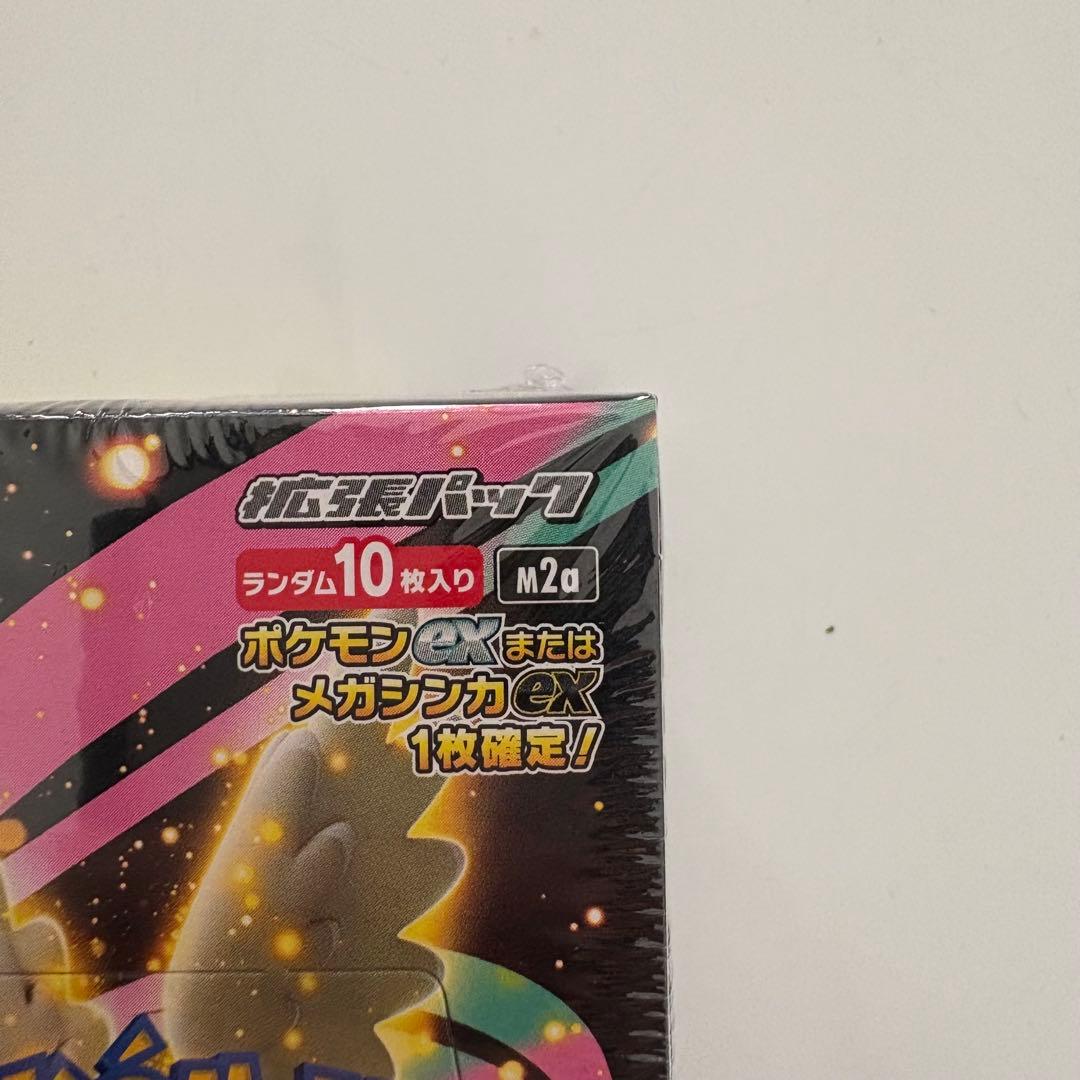 拡張パック
ランダム10枚入り M2a
ポケモンexまたは
メガシンカex
1枚確定!